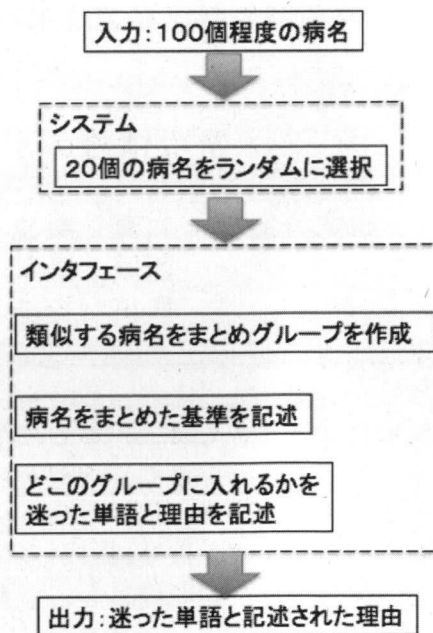 入力:100個程度の病名
システム
20個の病名をランダムに選択
インタフェース
類似する病名をまとめグループを作成
病名をまとめた基準を記述
どこのグループに入れるかを
迷った単語と理由を記述
出力:迷った単語と記述された理由